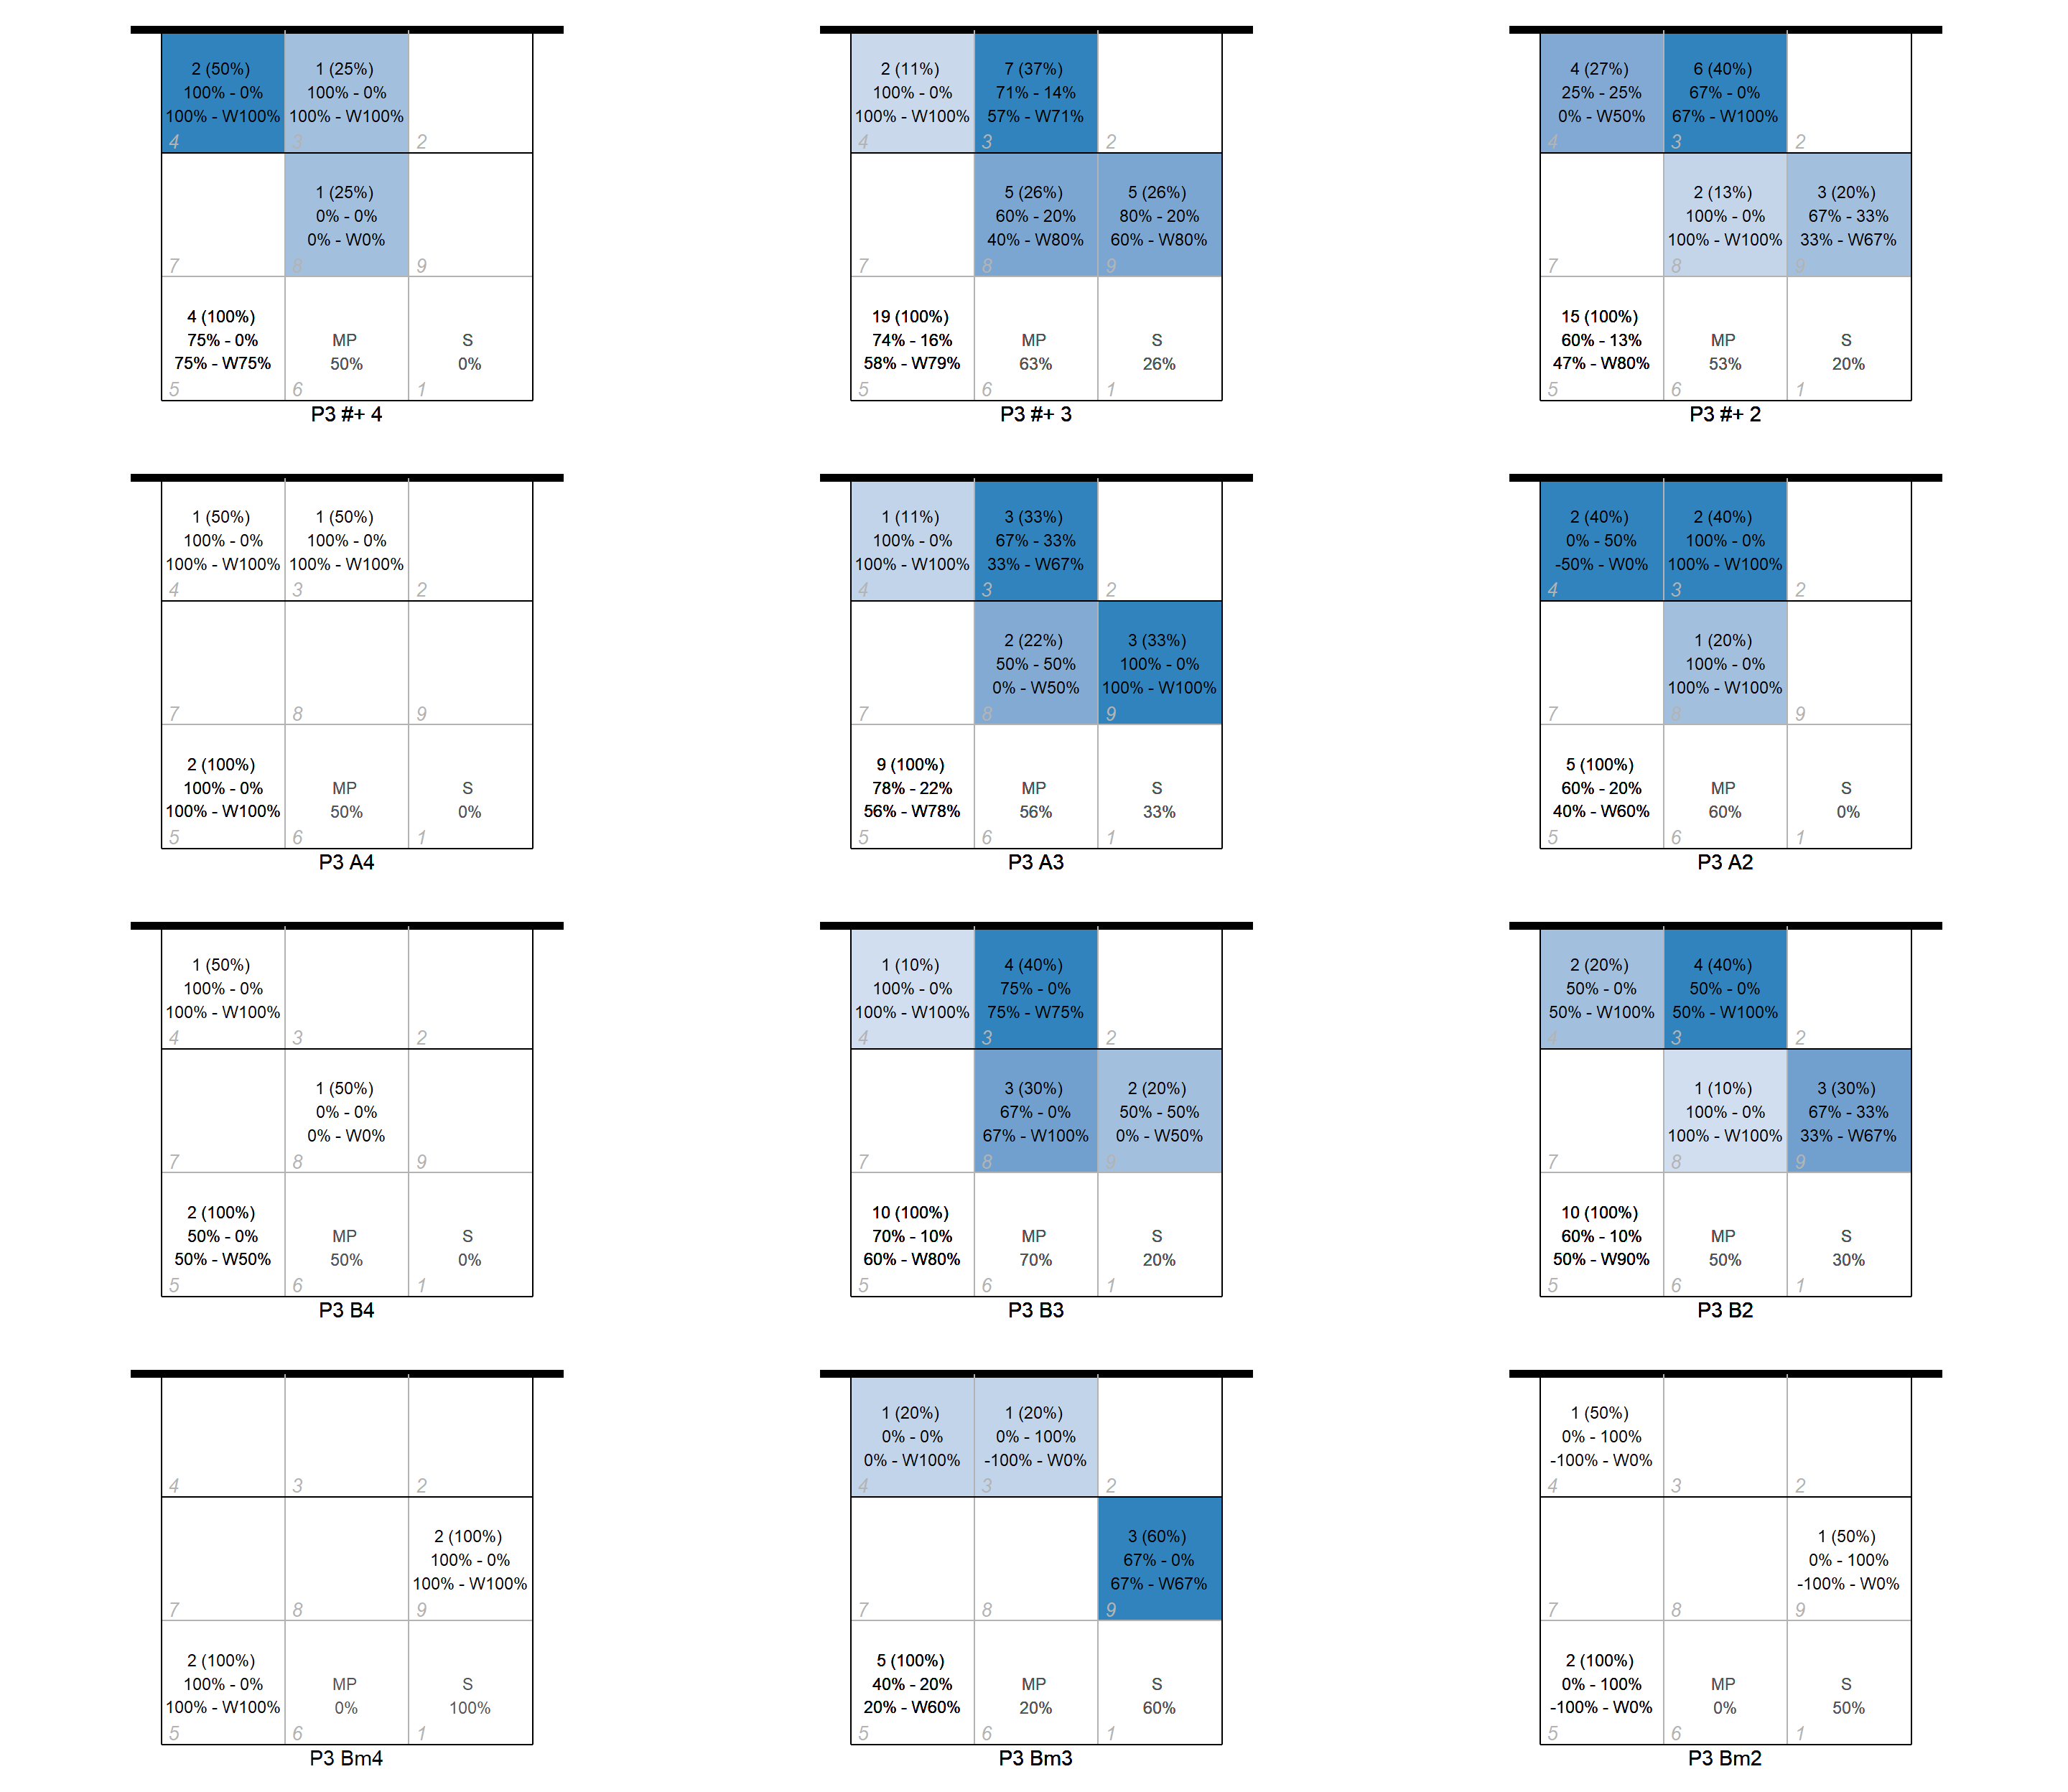 2 (50%)
100% - 0%
100% - W100%
4
1 (25%)
100% - 0%
100% - W100%
3
2
7
1 (25%)
0% - 0%
0% - W0%
8
9
4 (100%)
75% - 0%
75% - W75%
5
MP
50%
6
S
0%
1
P3 #+ 4
2 (11%)
100% - 0%
100% - W100%
4
7 (37%)
71% - 14%
57% - W71%
3
2
7
5 (26%)
60% - 20%
40% - W80%
8
5 (26%)
80% - 20%
60% - W80%
9
19 (100%)
74% - 16%
58% - W79%
5
MP
63%
6
S
26%
1
P3 #+ 3
4 (27%)
25% - 25%
0% - W50%
4
6 (40%)
67% - 0%
67% - W100%
3
2
7
2 (13%)
100% - 0%
100% - W100%
8
3 (20%)
67% - 33%
33% - W67%
9
15 (100%)
60% - 13%
47% - W80%
5
MP
53%
6
S
20%
1
P3 #+ 2
1 (50%)
100% - 0%
100% - W100%
4
1 (50%)
100% - 0%
100% - W100%
3
2
7
8
9
2 (100%)
100% - 0%
100% - W100%
5
MP
50%
6
S
0%
1
P3 A4
1 (11%)
100% - 0%
100% - W100%
4
3 (33%)
67% - 33%
33% - W67%
3
2
7
2 (22%)
50% - 50%
0% - W50%
8
3 (33%)
100% - 0%
100% - W100%
9
9 (100%)
78% - 22%
56% - W78%
5
MP
56%
6
S
33%
1
P3 A3
2 (40%)
0% - 50%
-50% - W0%
4
2 (40%)
100% - 0%
100% - W100%
3
2
7
1 (20%)
100% - 0%
100% - W100%
8
9
5 (100%)
60% - 20%
40% - W60%
5
MP
60%
6
S
0%
1
P3 A2
1 (50%)
100% - 0%
100% - W100%
4
3
2
7
1 (50%)
0% - 0%
0% - W0%
8
9
2 (100%)
50% - 0%
50% - W50%
5
MP
50%
6
S
0%
1
P3 B4
1 (10%)
100% - 0%
100% - W100%
4
4 (40%)
75% - 0%
75% - W75%
3
2
7
3 (30%)
67% - 0%
67% - W100%
8
2 (20%)
50% - 50%
0% - W50%
9
10 (100%)
70% - 10%
60% - W80%
5
MP
70%
6
S
20%
1
P3 B3
2 (20%)
50% - 0%
50% - W100%
4
4 (40%)
50% - 0%
50% - W100%
3
2
7
1 (10%)
100% - 0%
100% - W100%
8
3 (30%)
67% - 33%
33% - W67%
9
10 (100%)
60% - 10%
50% - W90%
5
MP
50%
6
S
30%
1
P3 B2
4
3
2
7
8
2 (100%)
100% - 0%
100% - W100%
9
2 (100%)
100% - 0%
100% - W100%
5
MP
0%
6
S
100%
1
P3 Bm4
1 (20%)
0% - 0%
0% - W100%
4
1 (20%)
0% - 100%
-100% - W0%
3
2
7
8
3 (60%)
67% - 0%
67% - W67%
9
5 (100%)
40% - 20%
20% - W60%
5
MP
20%
6
S
60%
1
P3 Bm3
1 (50%)
0% - 100%
-100% - W0%
4
3
2
7
8
1 (50%)
0% - 100%
-100% - W0%
9
2 (100%)
0% - 100%
-100% - W0%
5
MP
0%
6
S
50%
1
P3 Bm2